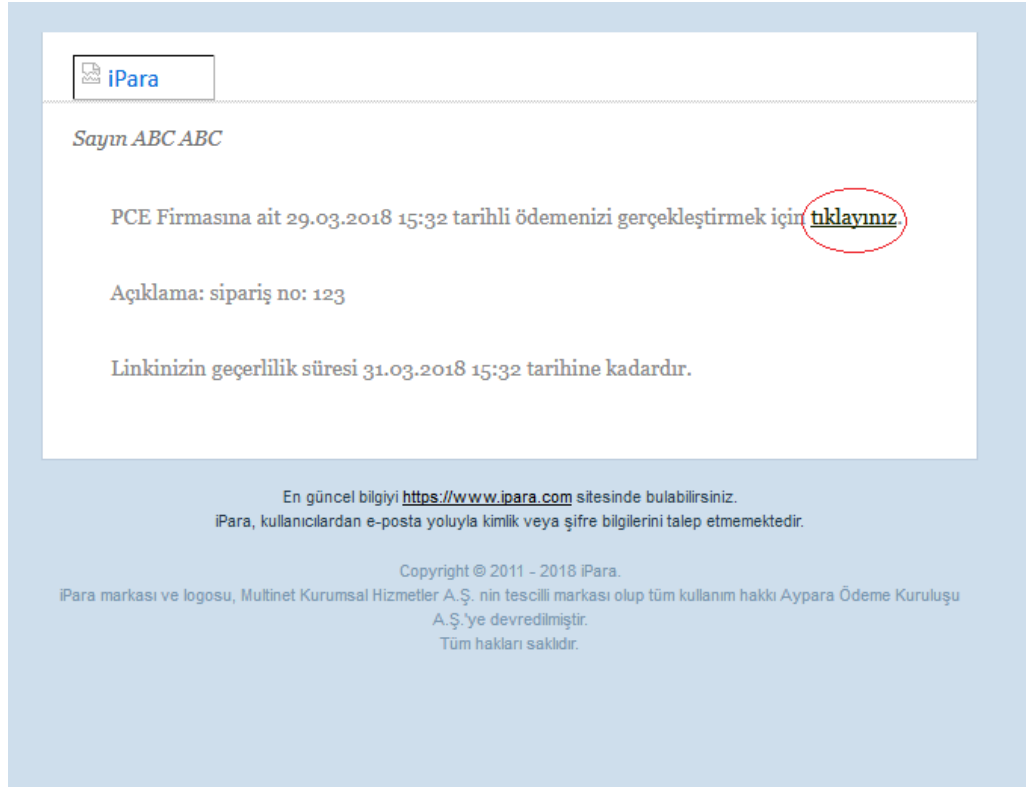 iPara
Sayın ABC ABC
PCE Firmasına ait 29.03.2018 15:32 tarihli ödemenizi gerçekleştirmek için tıklayınız.
Açıklama: sipariş no: 123
Linkinizin geçerlilik süresi 31.03.2018 15:32 tarihine kadardır.
En güncel bilgiyi https://www.ipara.com sitesinde bulabilirsiniz.
iPara, kullanıcılardan e-posta yoluyla kimlik veya şifre bilgilerini talep etmemektedir.
Copyright © 2011 - 2018 iPara.
iPara markası ve logosu, Multinet Kurumsal Hizmetler A.Ş. nin tescilli markası olup tüm kullanım hakkı Aypara Ödeme Kuruluşu
A.Ş.'ye devredilmiştir.
Tüm hakları saklıdır.